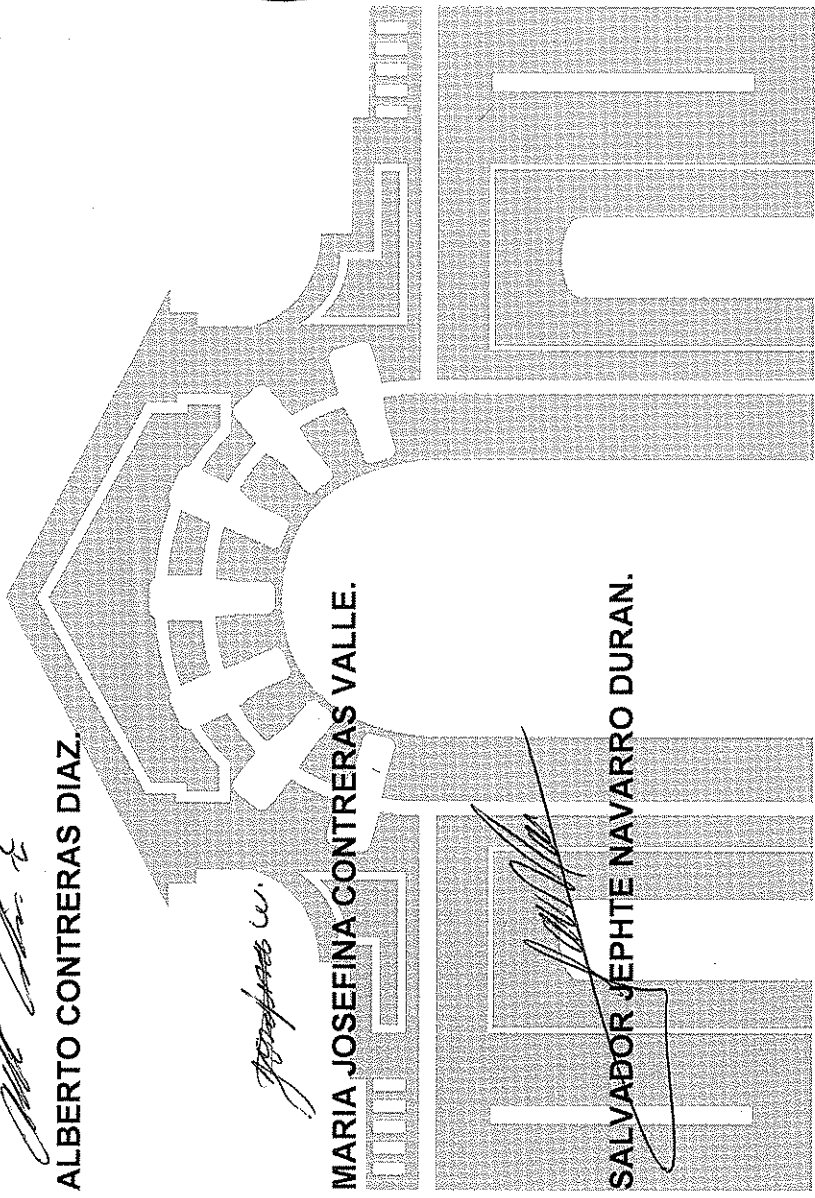 ALBERTO CONTRERAS DIAZ.
MARIA JOSEFINA CONTRERAS VALLE.
SALVADOR JEPHTE NAVARRO DURAN.